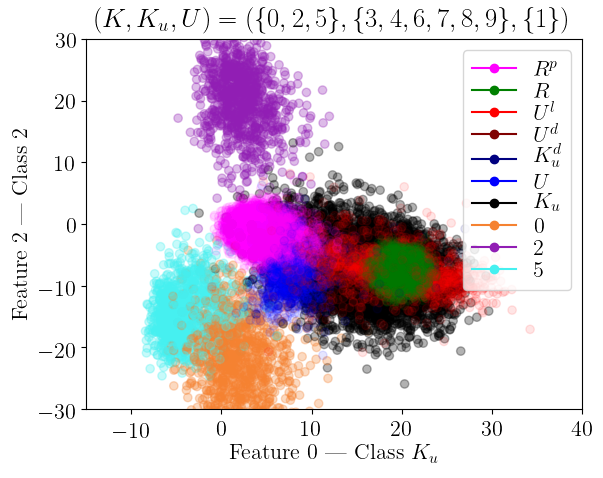 (K, K_u, U) = ({0, 2, 5}, {3, 4, 6, 7, 8, 9}, {1})
30
20
10
0
−10
−20
−30
Feature 2 — Class 2
R^p
R
U^l
U^d
K_u^d
U
K_u
0
2
5
−10
0
10
20
30
40
Feature 0 — Class K_u